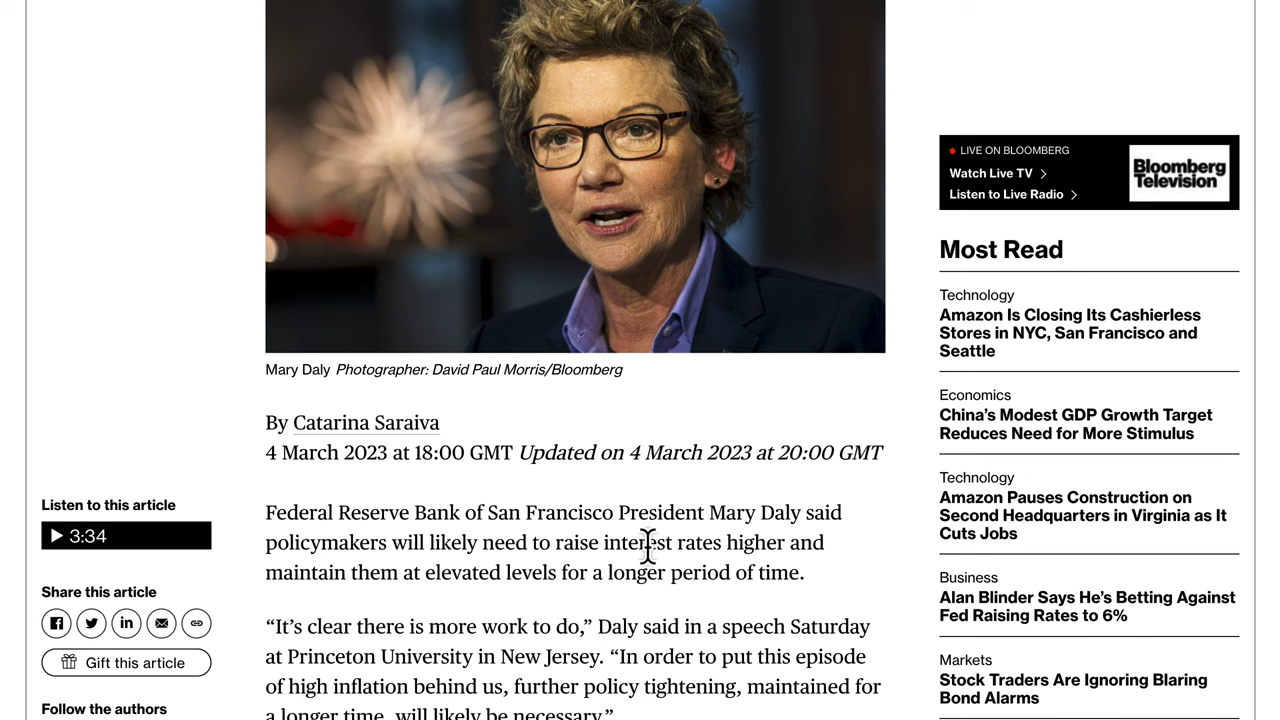 Mary Daly Photographer: David Paul Morris/Bloomberg
By Catarina Saraiva
4 March 2023 at 18:00 GMT Updated on 4 March 2023 at 20:00 GMT
Listen to this article
3:34
Share this article
Gift this article
Follow the authors
Federal Reserve Bank of San Francisco President Mary Daly said
policymakers will likely need to raise interest rates higher and
maintain them at elevated levels for a longer period of time.
“It’s clear there is more work to do,” Daly said in a speech Saturday
at Princeton University in New Jersey. “In order to put this episode
of high inflation behind us, further policy tightening, maintained for
a longer time, will likely be necessary.”
LIVE ON BLOOMBERG
Watch Live TV
Listen to Live Radio
Bloomberg
Television
Most Read
Technology
Amazon Is Closing Its Cashierless
Stores in NYC, San Francisco and
Seattle
Economics
China’s Modest GDP Growth Target
Reduces Need for More Stimulus
Technology
Amazon Pauses Construction on
Second Headquarters in Virginia as It
Cuts Jobs
Business
Alan Blinder Says He’s Betting Against
Fed Raising Rates to 6%
Markets
Stock Traders Are Ignoring Blaring
Bond Alarms